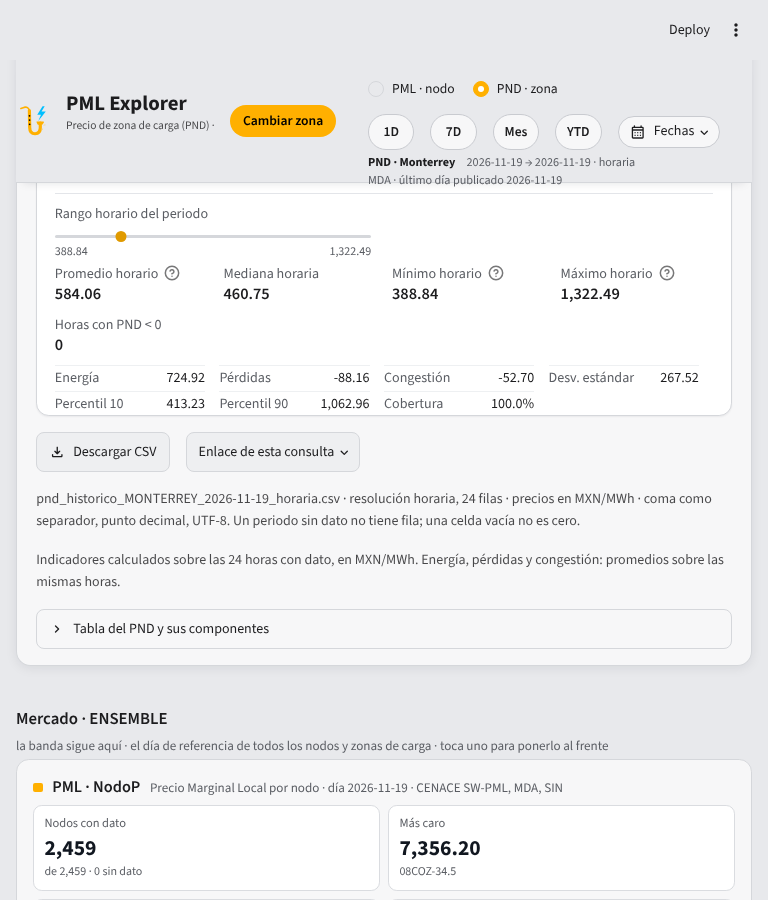 Deploy
PML Explorer
Precio de zona de carga (PND) ·
Cambiar zona
PML · nodo
PND · zona
1D
7D
Mes
YTD
Fechas
PND · Monterrey 2026-11-19 → 2026-11-19 · horaria
MDA · último día publicado 2026-11-19
Rango horario del periodo
388.84 1,322.49
Promedio horario Mediana horaria Mínimo horario Máximo horario
584.06 460.75 388.84 1,322.49
Horas con PND < 0
0
Energía 724.92 Pérdidas -88.16 Congestión -52.70 Desv. estándar 267.52
Percentil 10 413.23 Percentil 90 1,062.96 Cobertura 100.0%
Descargar CSV
Enlace de esta consulta
pnd_historico_MONTERREY_2026-11-19_horaria.csv · resolución horaria, 24 filas · precios en MXN/MWh · coma como
separador, punto decimal, UTF-8. Un periodo sin dato no tiene fila; una celda vacía no es cero.
Indicadores calculados sobre las 24 horas con dato, en MXN/MWh. Energía, pérdidas y congestión: promedios sobre las
mismas horas.
Tabla del PND y sus componentes
Mercado · ENSEMBLE
la banda sigue aquí · el día de referencia de todos los nodos y zonas de carga · toca uno para ponerlo al frente
PML · NodoP Precio Marginal Local por nodo · día 2026-11-19 · CENACE SW-PML, MDA, SIN
Nodos con dato
2,459
de 2,459 · 0 sin dato
Más caro
7,356.20
08COZ-34.5